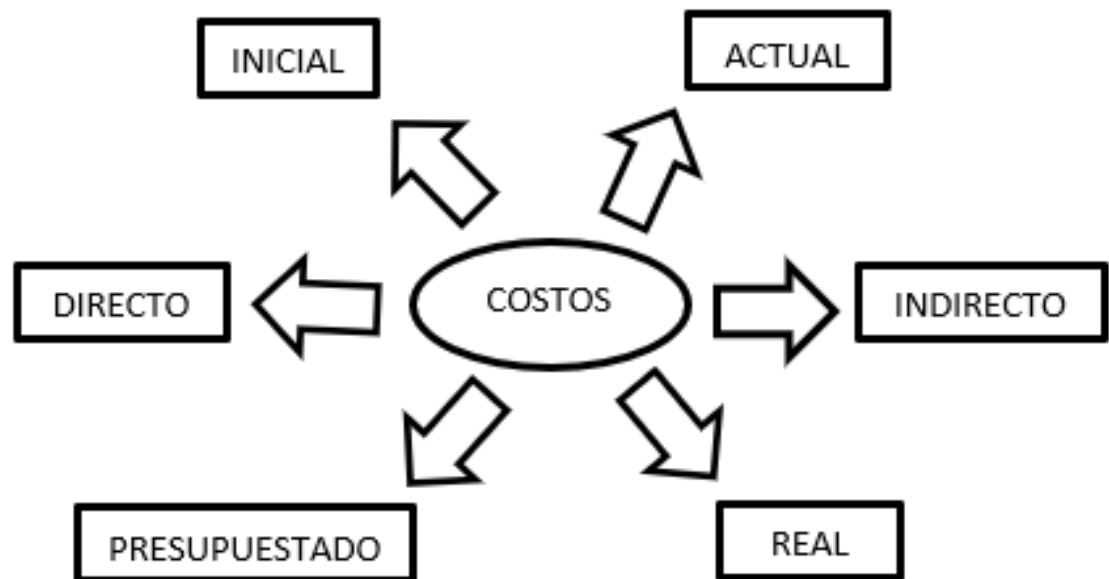 INICIAL
ACTUAL
DIRECTO
COSTOS
INDIRECTO
PRESUPUESTADO
REAL